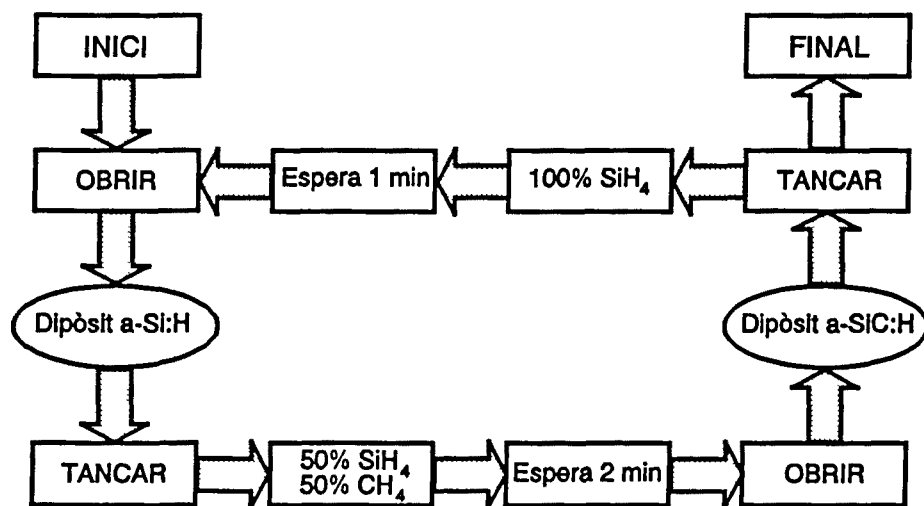 INICI
FINAL
OBRIR
Espera 1 min
100% SiH₄
TANCAR
Dipòsit a-Si:H
Dipòsit a-SiC:H
TANCAR
50% SiH₄
50% CH₄
Espera 2 min
OBRIR